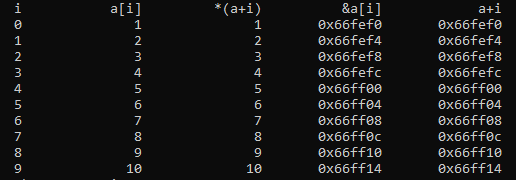 i a[i] *(a+i) &a[i] a+i
0 1 1 0x66fef0 0x66fef0
1 2 2 0x66fef4 0x66fef4
2 3 3 0x66fef8 0x66fef8
3 4 4 0x66fefc 0x66fefc
4 5 5 0x66ff00 0x66ff00
5 6 6 0x66ff04 0x66ff04
6 7 7 0x66ff08 0x66ff08
7 8 8 0x66ff0c 0x66ff0c
8 9 9 0x66ff10 0x66ff10
9 10 10 0x66ff14 0x66ff14